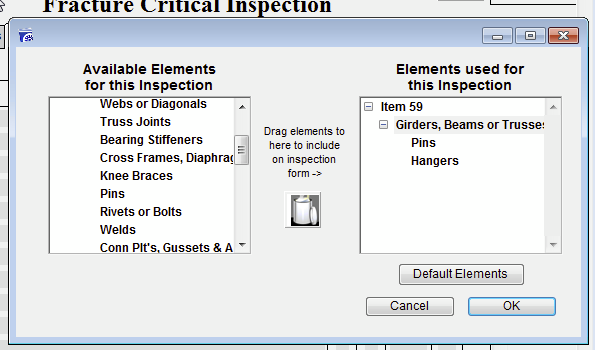 Fracture Critical Inspection
Available Elements
for this Inspection
Webs or Diagonals
Truss Joints
Bearing Stiffeners
Cross Frames, Diaphrag
Knee Braces
Pins
Rivets or Bolts
Welds
Conn Plt's, Gussets & A
Drag elements to
here to include
on inspection
form ->
Elements used for
this Inspection
Item 59
Girders, Beams or Trusses
Pins
Hangers
Default Elements
Cancel
OK